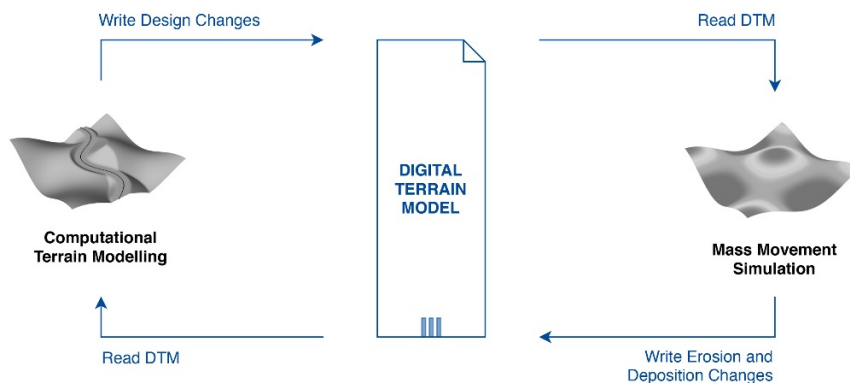 Write Design Changes
Read DTM
DIGITAL
TERRAIN
MODEL
Computational
Terrain Modelling
Mass Movement
Simulation
Read DTM
Write Erosion and
Deposition Changes